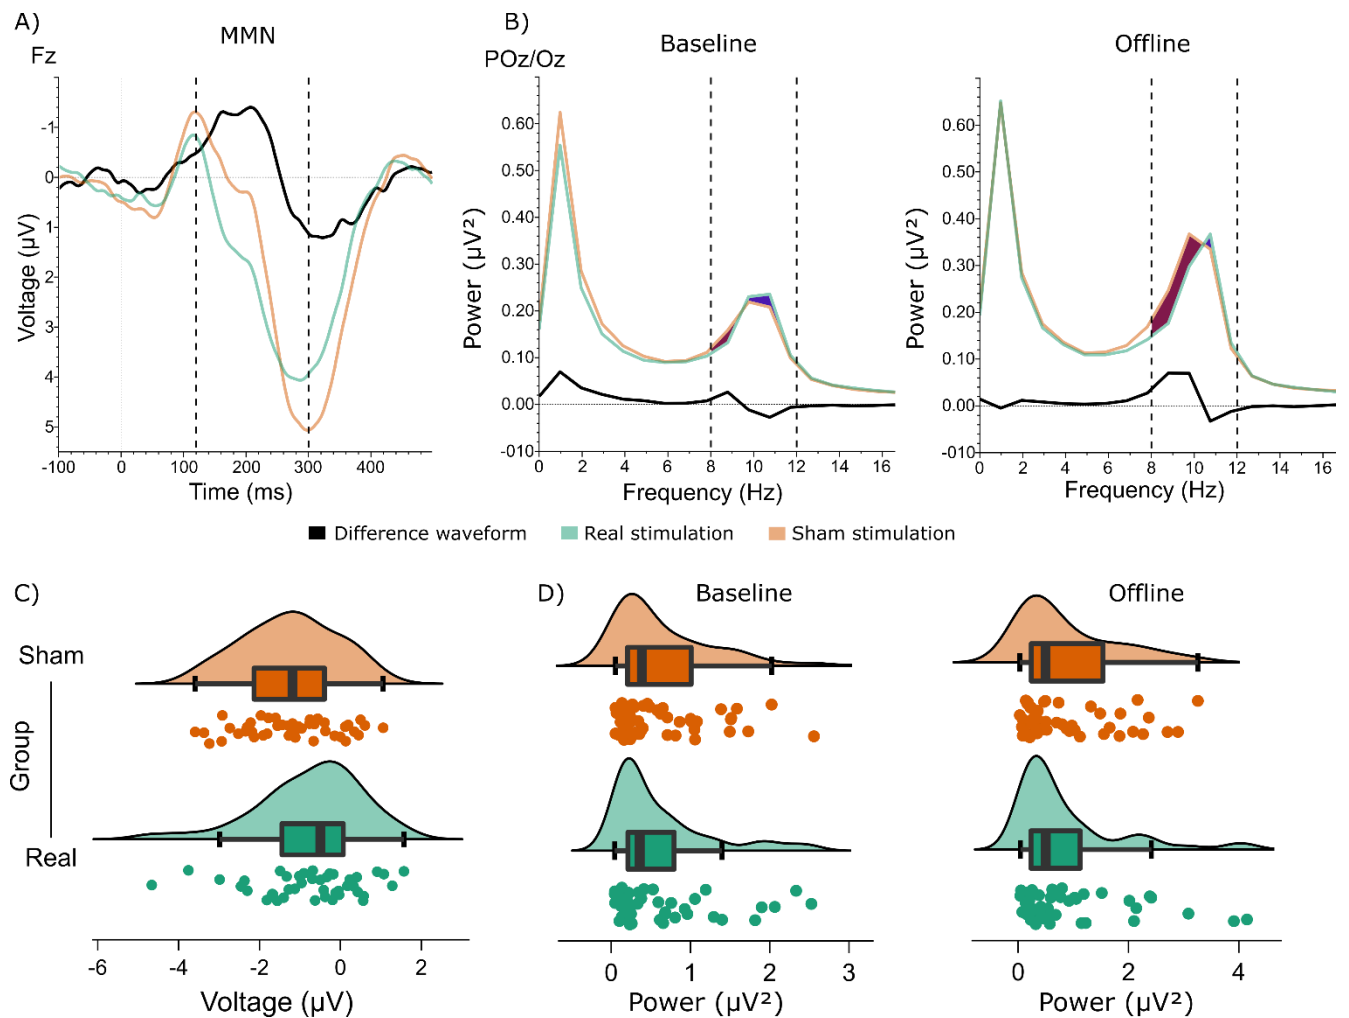 A)
MMN
Fz
Voltage (µV)
-1
0
1
2
3
4
5
-100
0
100
200
300
400
Time (ms)
B)
Baseline
POz/Oz
Power (µV²)
0.60
0.50
0.40
0.30
0.20
0.10
0.00
-010
0
2
4
6
8
10
12
14
16
Frequency (Hz)
Offline
Power (µV²)
0.60
0.50
0.40
0.30
0.20
0.10
0.00
-010
0
2
4
6
8
10
12
14
16
Frequency (Hz)
Difference waveform
Real stimulation
Sham stimulation
C)
Sham
Group
Real
-6
-4
-2
0
2
Voltage (µV)
D)
Baseline
0
1
2
3
Power (µV²)
Offline
0
2
4
Power (µV²)